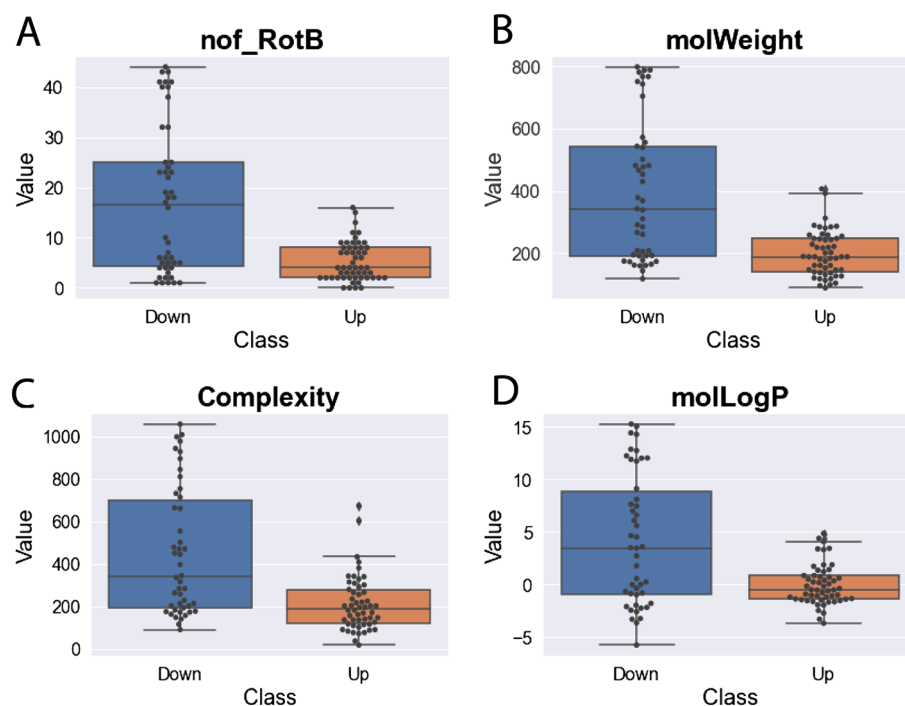 A
nof_RotB
Value
40
30
20
10
0
Down
Up
Class
B
molWeight
Value
800
600
400
200
Down
Up
Class
C
Complexity
Value
1000
800
600
400
200
0
Down
Up
Class
D
molLogP
Value
15
10
5
0
−5
Down
Up
Class